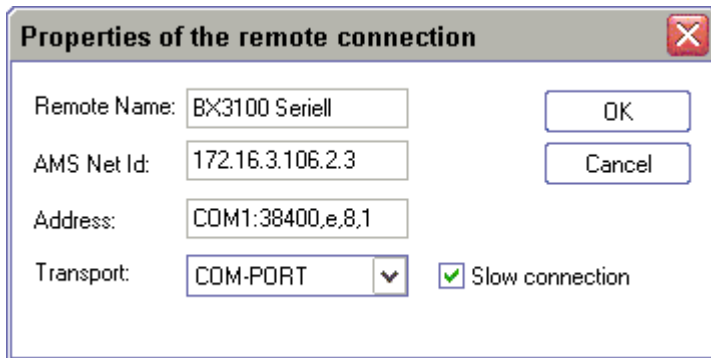 Properties of the remote connection
Remote Name: BX3100 Seriell
OK
AMS Net Id: 172.16.3.106.2.3
Cancel
Address: COM1:38400,e,8,1
Transport: COM-PORT Slow connection